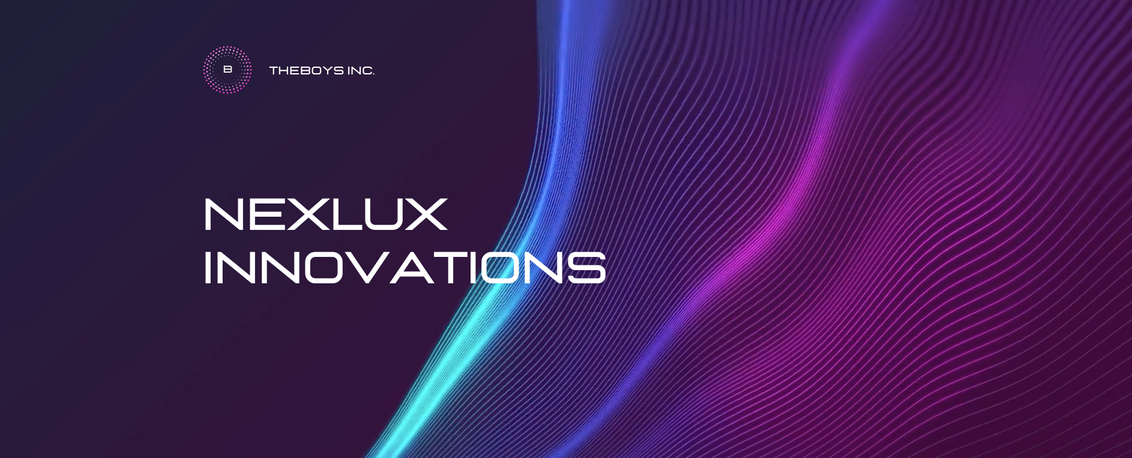 B
THEBOYS INC.
NEXLUX
INNOVATIONS